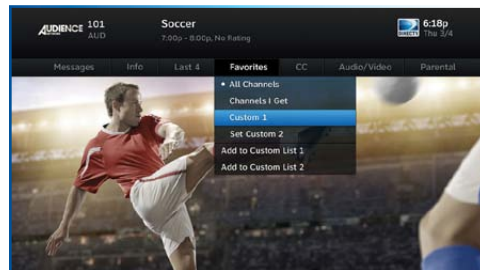 AUDIENCE 101
AUD
Soccer
7:00p - 8:00p, No Rating
DIRECTV
6:18p
Thu 3/4
Messages Info Last 4 Favorites CC Audio/Video Parental
• All Channels
Channels I Get
Custom 1
Set Custom 2
Add to Custom List 1
Add to Custom List 2